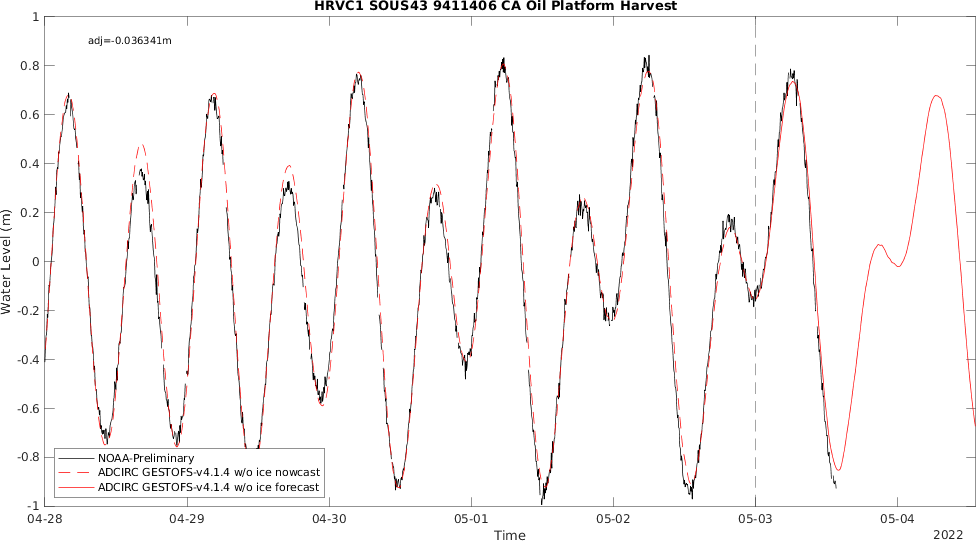 HRVC1 SOUS43 9411406 CA Oil Platform Harvest
1
0.8
0.6
0.4
0.2
0
-0.2
-0.4
-0.6
-0.8
-1
Water Level (m)
adj=-0.036341m
NOAA-Preliminary
ADCIRC GESTOFS-v4.1.4 w/o ice nowcast
ADCIRC GESTOFS-v4.1.4 w/o ice forecast
04-28 04-29 04-30 05-01 05-02 05-03 05-04
Time
2022